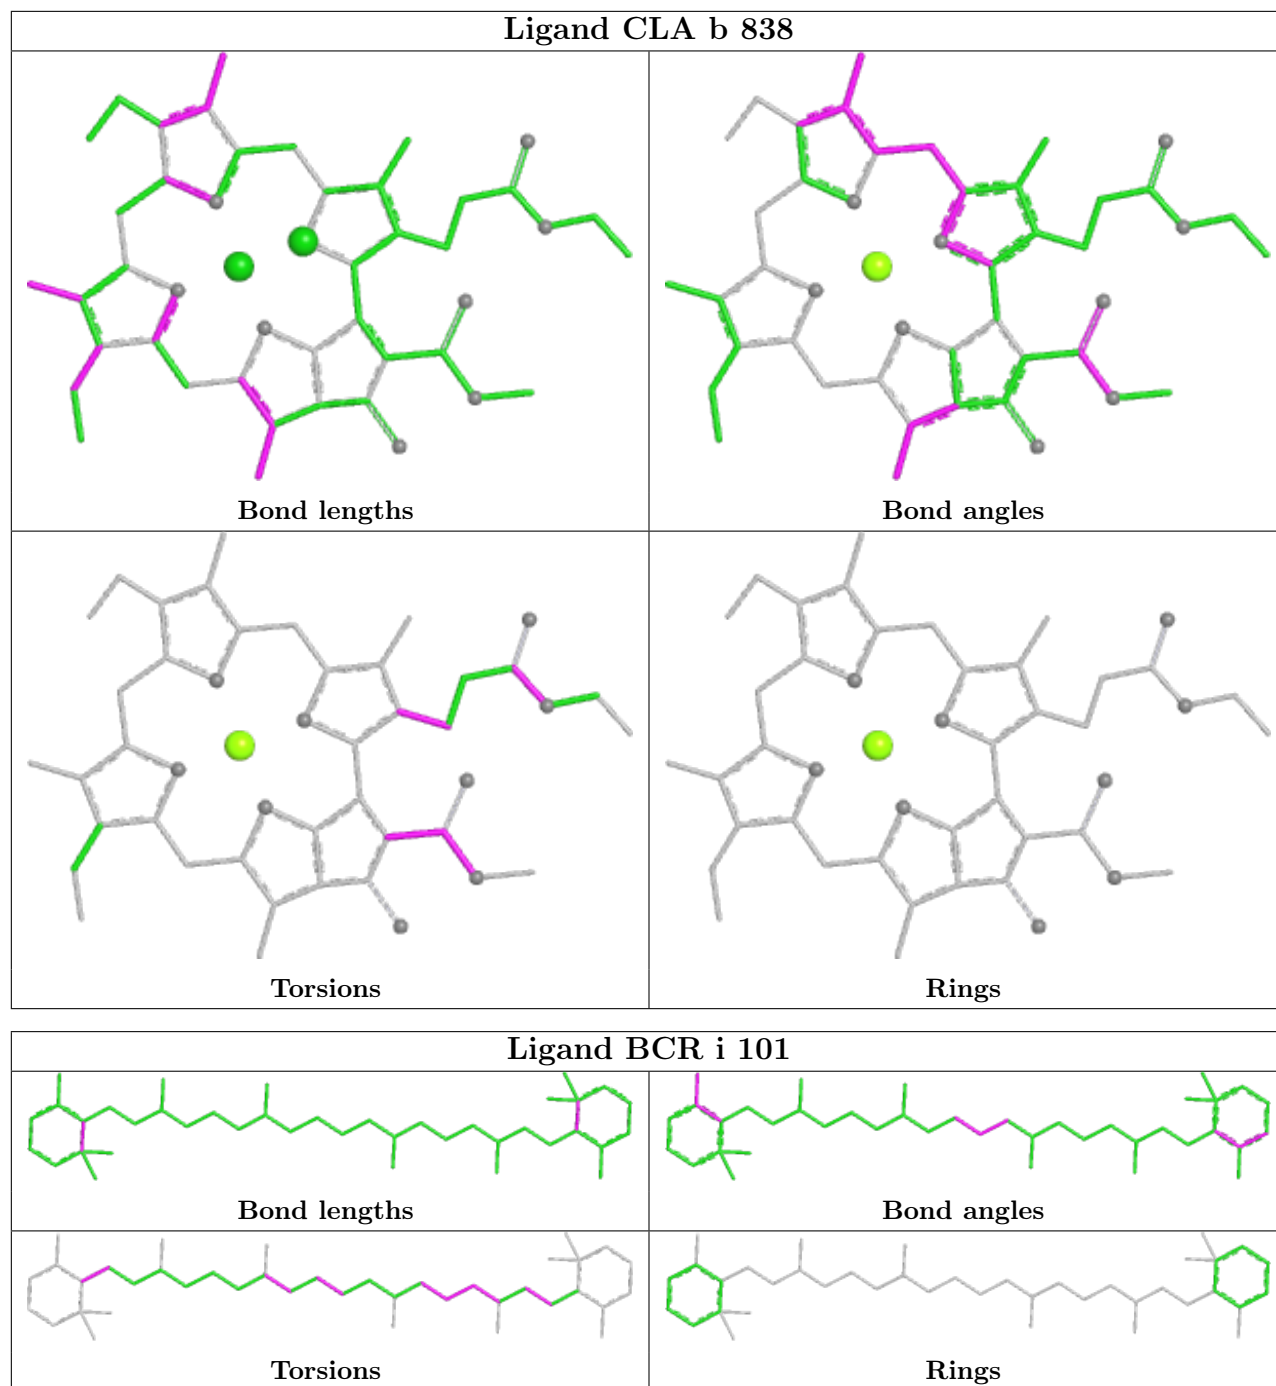 Ligand CLA b 838
Bond lengths
Bond angles
Torsions
Rings
Ligand BCR i 101
Bond lengths
Bond angles
Torsions
Rings